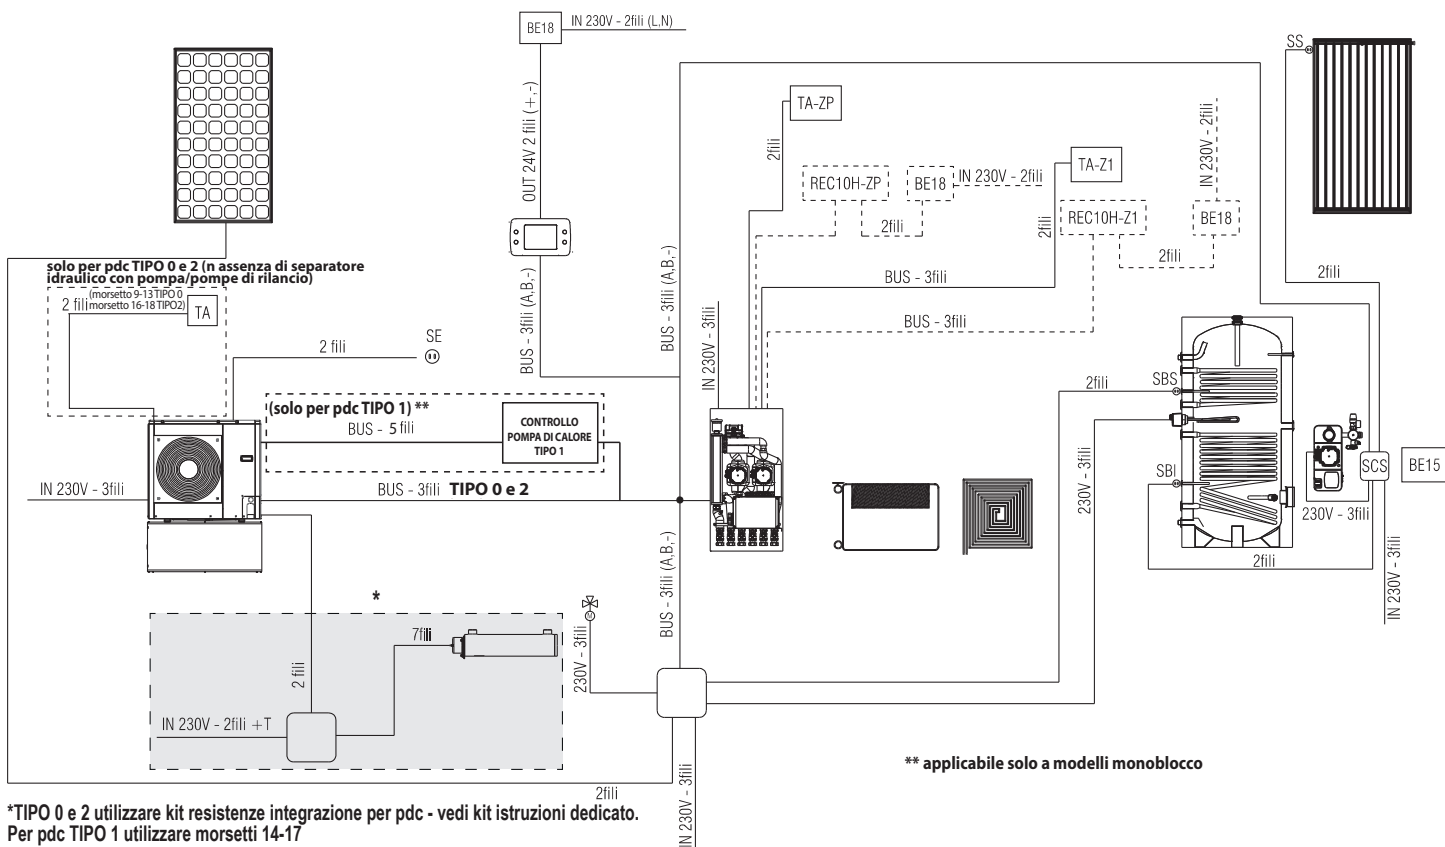 BE18
IN 230V - 2fili (L,N)
OUT 24V 2 fili (+,-)
SS
TA-ZP
2fili
IN 230V - 2fili
TA-Z1
REC10H-ZP
BE18
IN 230V - 2fili
2fili
2fili
REC10H-Z1
BE18
2fili
2fili
solo per pdc TIPO 0 e 2 (n assenza di separatore
idraulico con pompa/pompe di rilancio)
2 fili
(morsetto 9-13 TIPO 0
morsetto 16-18 TIPO2)
TA
BUS - 3fili (A,B,-)
BUS - 3fili (A,B,-)
BUS - 3fili
BUS - 3fili
IN 230V - 3fili
2 fili
SE
2fili
SBS
(solo per pdc TIPO 1) **
BUS - 5 fili
CONTROLLO
POMPA DI CALORE
TIPO 1
230V - 3fili
SBI
SCS
BE15
IN 230V - 3fili
BUS - 3fili TIPO 0 e 2
230V - 3fili
2fili
IN 230V - 3fili
BUS - 3fili (A,B,-)
*
7fili
2 fili
230V - 3fili
M
IN 230V - 2fili +T
IN 230V - 3fili
** applicabile solo a modelli monoblocco
2fili
*TIPO 0 e 2 utilizzare kit resistenze integrazione per pdc - vedi kit istruzioni dedicato.
Per pdc TIPO 1 utilizzare morsetti 14-17